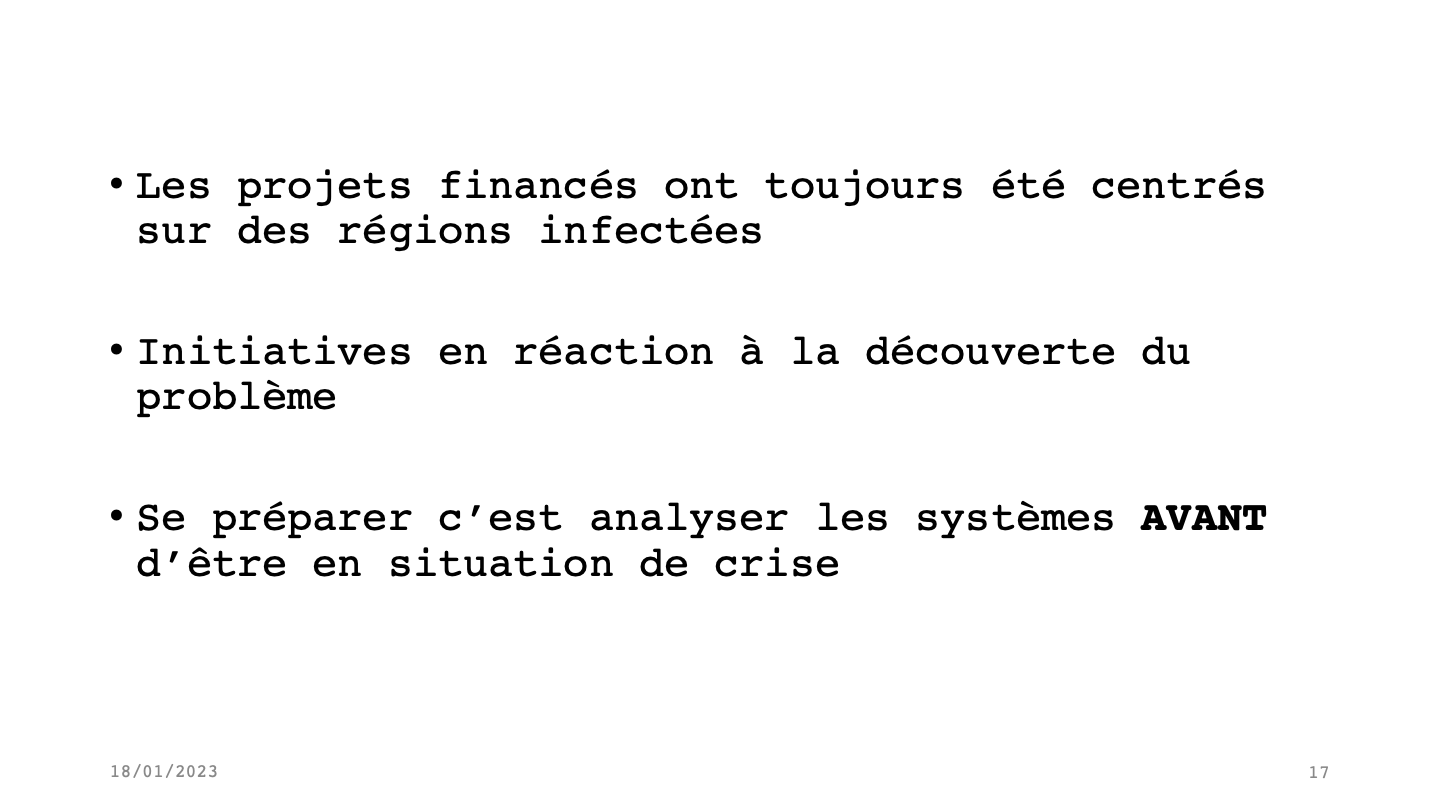 • Les projets financés ont toujours été centrés
sur des régions infectées
• Initiatives en réaction à la découverte du
problème
• Se préparer c’est analyser les systèmes AVANT
d’être en situation de crise
18/01/2023
17